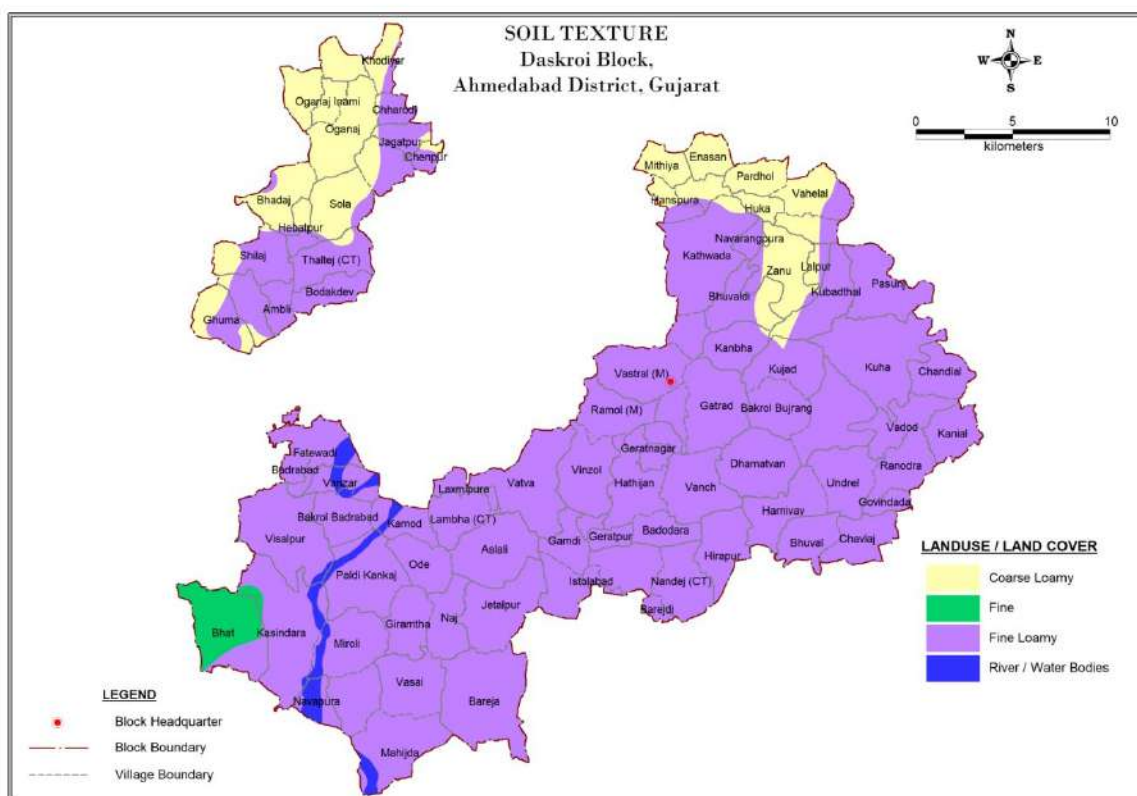 SOIL TEXTURE
Daskroi Block,
Ahmedabad District, Gujarat
N
W E
S
0 5 10
kilometers
Khodiyar
Oganaj Inami
Chharodi
Oganaj
Jagatpur
Chenpur
Bhadaj
Sola
Hebatpur
Shilaj
Thaltej (CT)
Bodakdev
Ambli
Ghuma
Enasan
Mithiya
Pardhol
Vahelal
Hanspura
Huka
Navarangpura
Kathwada
Zanu
Lalpur
Pasunj
Bhuvaldi
Kubadthal
Kanbha
Kujad
Kuha
Chandial
Vastral (M)
Ramol (M)
Gatrad
Bakrol Bujrang
Vadod
Kanial
Geratnagar
Fatewadi
Badrabad
Vanzar
Vinzol
Dhamatvan
Ranodra
Laxmipura
Vatva
Hathijan
Vanch
Undrel
Govindada
Bakrol Badrabad
Kamod
Lambha (CT)
Harnivav
Visalpur
Aslali
Gamdi
Geratpur
Badodara
Bhuval
Chaviaj
Hirapur
Paldi Kankaj
Ode
Istolabad
Nandej (CT)
Barejdi
Jetalpur
Bhat
Kasindara
Miroli
Giramtha
Naj
Navapura
Vasai
Bareja
Mahijda
LANDUSE / LAND COVER
Coarse Loamy
Fine
Fine Loamy
River / Water Bodies
LEGEND
Block Headquarter
Block Boundary
Village Boundary